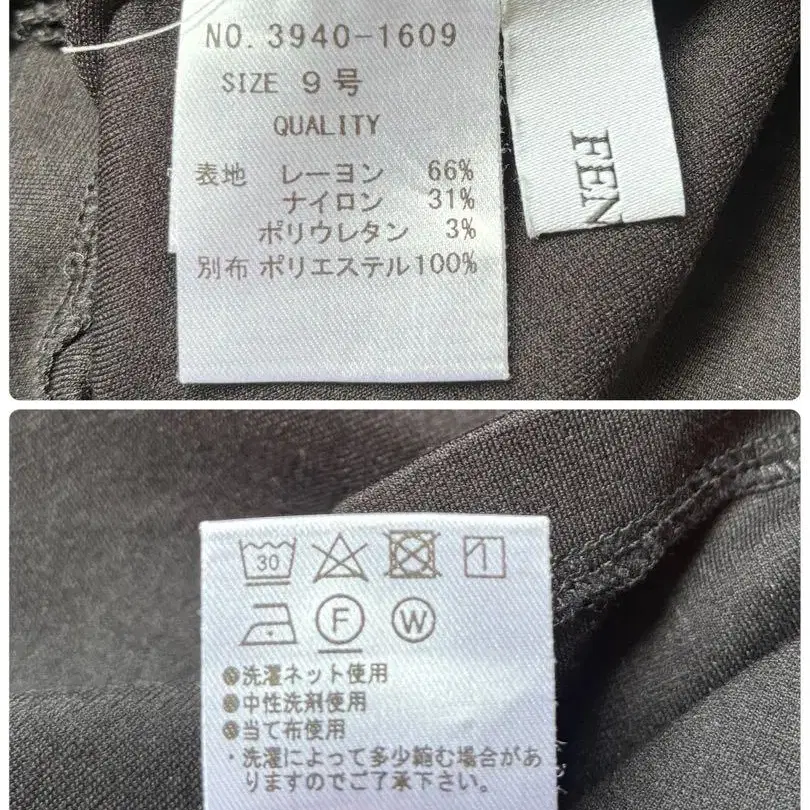 NO. 3940-1609
SIZE 9号
QUALITY
表地 レーヨン 66%
ナイロン 31%
ポリウレタン 3%
別布 ポリエステル100%
FEN
30
F W
洗濯ネット使用
中性洗剤使用
当て布使用
・洗濯によって多少縮む場合があ
りますのでご了承下さい。